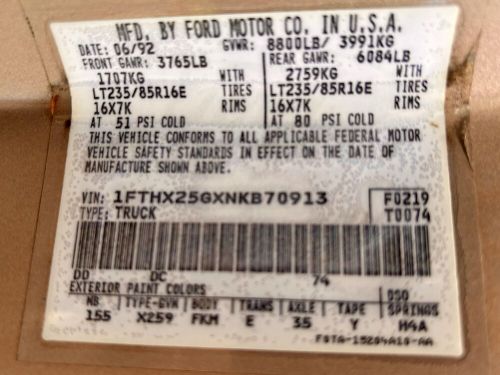 MFD. BY FORD MOTOR CO. IN U.S.A.
DATE: 06/92 GVWR: 8800LB/ 3991KG
FRONT GAWR: 3765LB REAR GAWR: 6084LB
1707KG WITH 2759KG WITH
LT235/85R16E TIRES LT235/85R16E TIRES
16X7K RIMS 16X7K RIMS
AT 51 PSI COLD AT 80 PSI COLD
THIS VEHICLE CONFORMS TO ALL APPLICABLE FEDERAL MOTOR
VEHICLE SAFETY STANDARDS IN EFFECT ON THE DATE OF
MANUFACTURE SHOWN ABOVE.
VIN: 1FTHX25GXNKB70913 F0219
TYPE: TRUCK T0074
DD DC 74
EXTERIOR PAINT COLORS DSO
WB TYPE-GVW BODY TRANS AXLE TAPE SPRINGS
155 X259 FKM E 35 Y H4A
F0TA-15204A10-AA